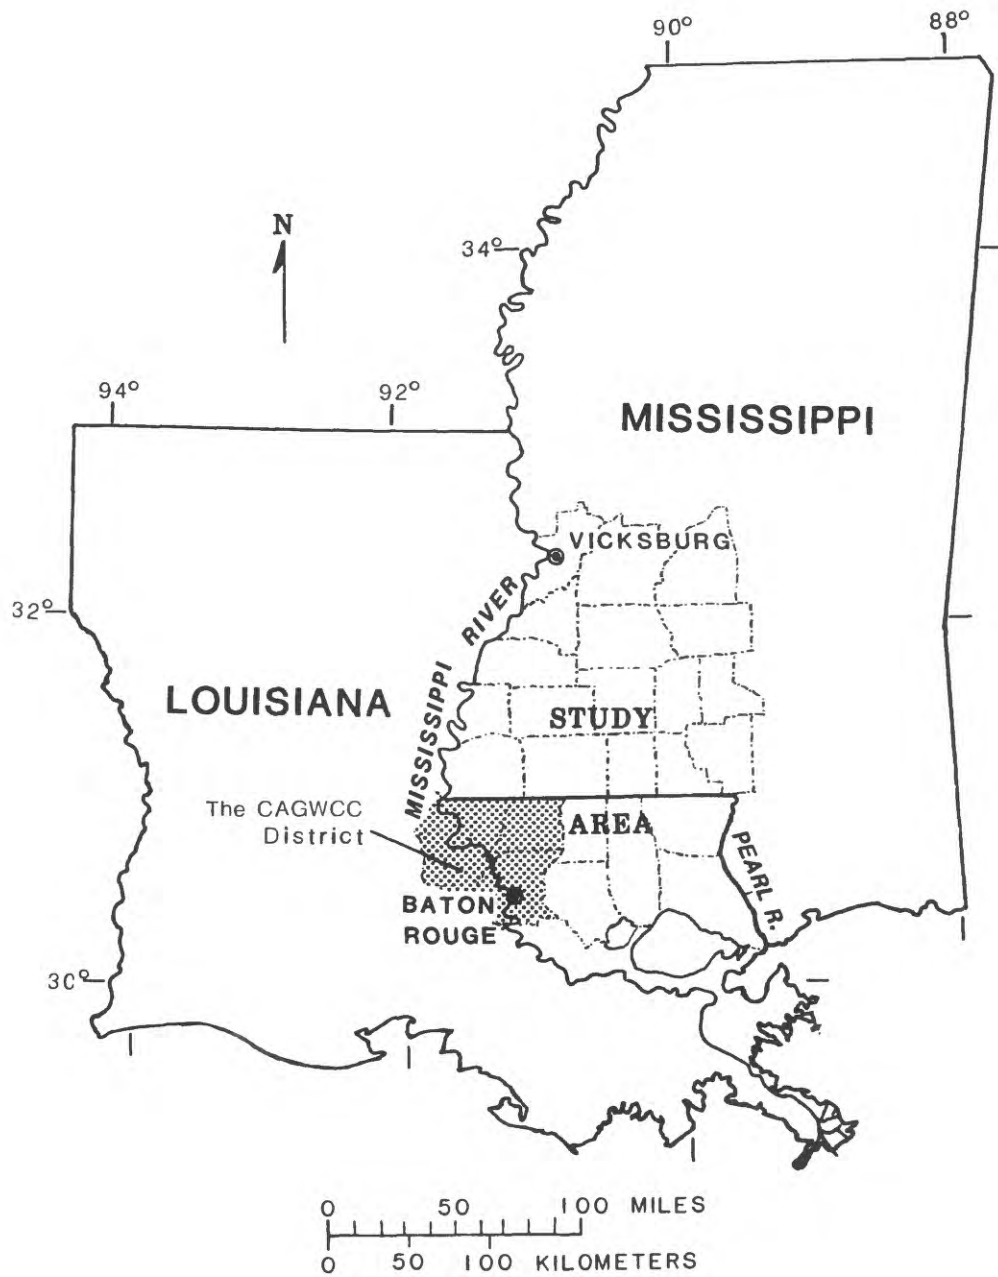 90°
88°
N
34°
94°
92°
MISSISSIPPI
VICKSBURG
32°
MISSISSIPPI RIVER
LOUISIANA
STUDY
The CAGWCC
District
AREA
PEARL R.
BATON
ROUGE
30°
0 50 100 MILES
0 50 100 KILOMETERS